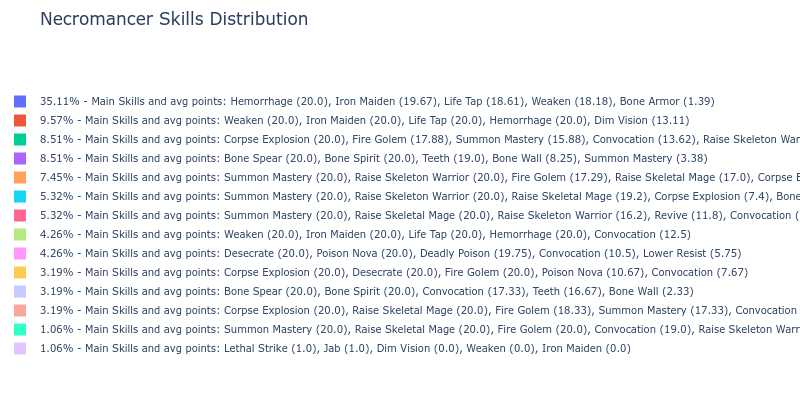 Necromancer Skills Distribution
35.11% - Main Skills and avg points: Hemorrhage (20.0), Iron Maiden (19.67), Life Tap (18.61), Weaken (18.18), Bone Armor (1.39)
9.57% - Main Skills and avg points: Weaken (20.0), Iron Maiden (20.0), Life Tap (20.0), Hemorrhage (20.0), Dim Vision (13.11)
8.51% - Main Skills and avg points: Corpse Explosion (20.0), Fire Golem (17.88), Summon Mastery (15.88), Convocation (13.62), Raise Skeleton
8.51% - Main Skills and avg points: Bone Spear (20.0), Bone Spirit (20.0), Teeth (19.0), Bone Wall (8.25), Summon Mastery (3.38)
7.45% - Main Skills and avg points: Summon Mastery (20.0), Raise Skeleton Warrior (20.0), Fire Golem (17.29), Raise Skeletal Mage (17.0), Corpse
5.32% - Main Skills and avg points: Summon Mastery (20.0), Raise Skeleton Warrior (20.0), Raise Skeletal Mage (19.2), Corpse Explosion (7.4), Bone
5.32% - Main Skills and avg points: Summon Mastery (20.0), Raise Skeletal Mage (20.0), Raise Skeleton Warrior (16.2), Revive (11.8), Convocation (
4.26% - Main Skills and avg points: Weaken (20.0), Iron Maiden (20.0), Life Tap (20.0), Hemorrhage (20.0), Convocation (12.5)
4.26% - Main Skills and avg points: Desecrate (20.0), Poison Nova (20.0), Deadly Poison (19.75), Convocation (10.5), Lower Resist (5.75)
3.19% - Main Skills and avg points: Corpse Explosion (20.0), Desecrate (20.0), Fire Golem (20.0), Poison Nova (10.67), Convocation (7.67)
3.19% - Main Skills and avg points: Bone Spear (20.0), Bone Spirit (20.0), Convocation (17.33), Teeth (16.67), Bone Wall (2.33)
3.19% - Main Skills and avg points: Corpse Explosion (20.0), Raise Skeletal Mage (20.0), Fire Golem (18.33), Summon Mastery (17.33), Convocation
1.06% - Main Skills and avg points: Summon Mastery (20.0), Raise Skeletal Mage (20.0), Fire Golem (20.0), Convocation (19.0), Raise Skeleton
1.06% - Main Skills and avg points: Lethal Strike (1.0), Jab (1.0), Dim Vision (0.0), Weaken (0.0), Iron Maiden (0.0)